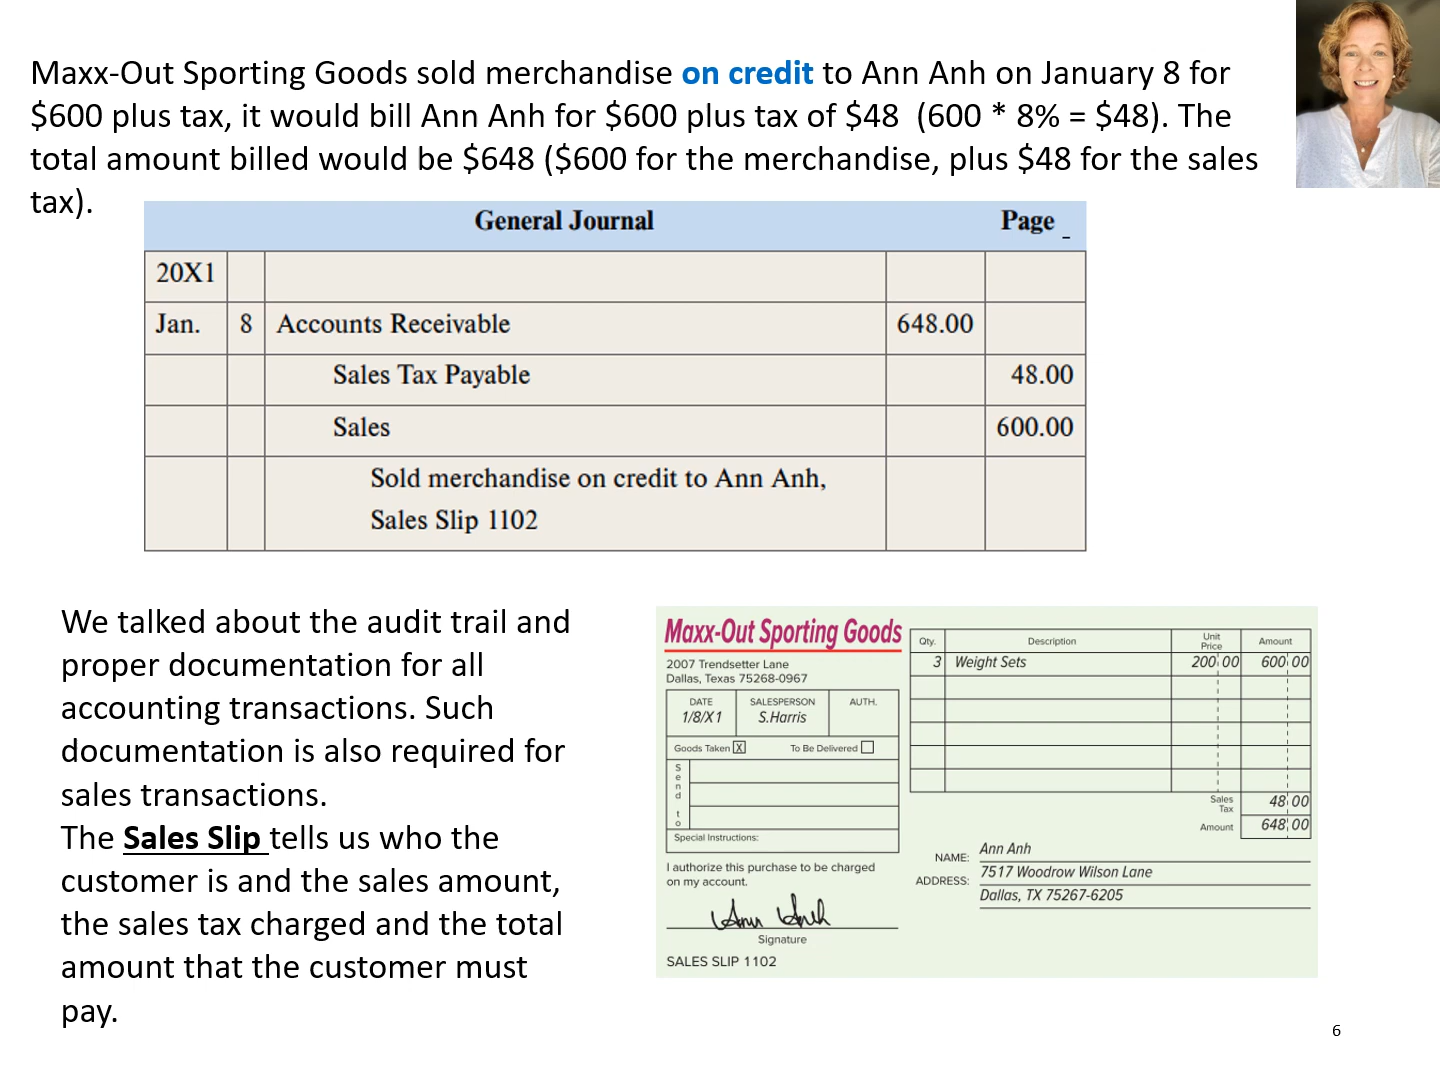 Maxx-Out Sporting Goods sold merchandise on credit to Ann Anh on January 8 for
$600 plus tax, it would bill Ann Anh for $600 plus tax of $48  (600 * 8% = $48). The
total amount billed would be $648 ($600 for the merchandise, plus $48 for the sales
tax).
General Journal Page _
20X1
Jan. 8 Accounts Receivable 648.00
Sales Tax Payable 48.00
Sales 600.00
Sold merchandise on credit to Ann Anh,
Sales Slip 1102
We talked about the audit trail and
proper documentation for all
accounting transactions. Such
documentation is also required for
sales transactions.
The Sales Slip tells us who the
customer is and the sales amount,
the sales tax charged and the total
amount that the customer must
pay.
Maxx-Out Sporting Goods
2007 Trendsetter Lane
Dallas, Texas 75268-0967
DATE SALESPERSON AUTH.
1/8/X1 S.Harris
Goods Taken X To Be Delivered
Send to
Special Instructions:
I authorize this purchase to be charged
on my account.
Ann Anh
Signature
SALES SLIP 1102
Qty. Description Unit Price Amount
3 Weight Sets 200 00 600 00
Sales Tax 48 00
Amount 648 00
NAME: Ann Anh
ADDRESS: 7517 Woodrow Wilson Lane
Dallas, TX 75267-6205
6